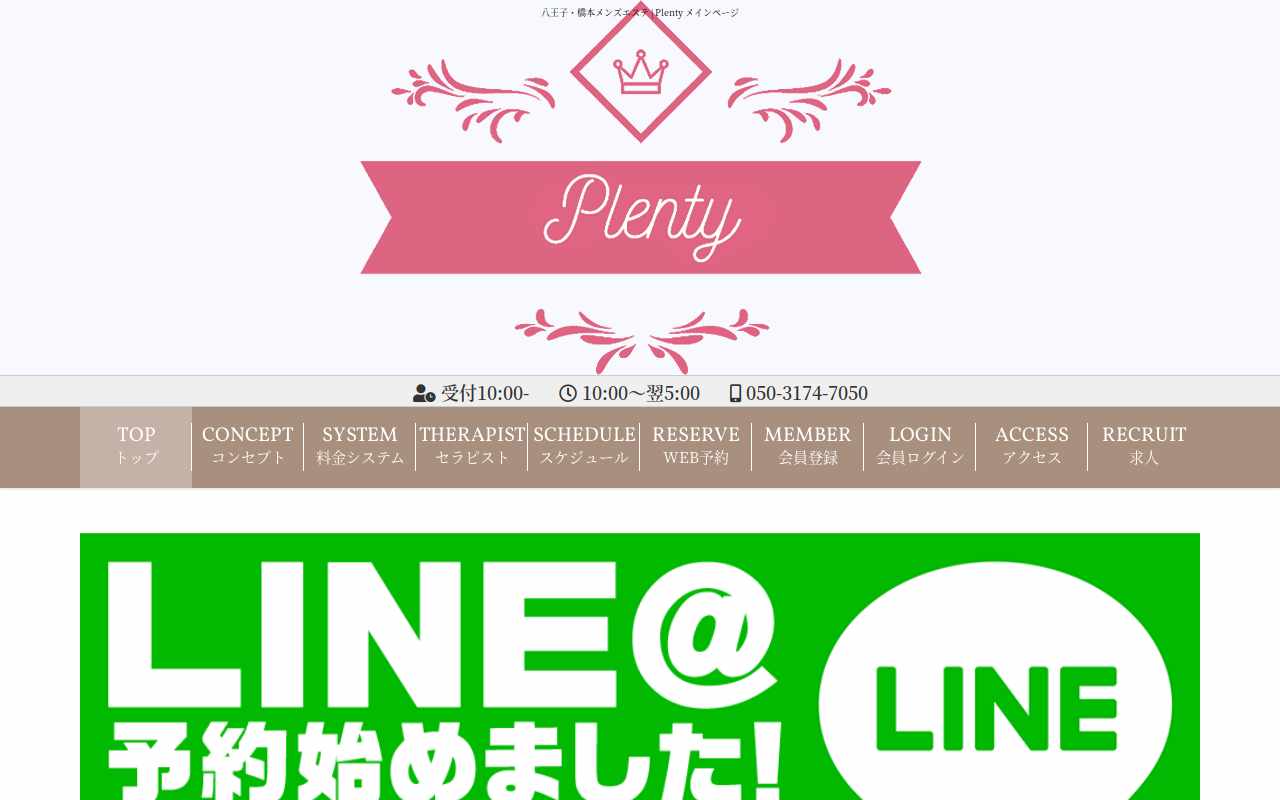 八王子・橋本メンズエステ | Plenty メインページ
Plenty
受付10:00- 10:00～翌5:00 050-3174-7050
TOP CONCEPT SYSTEM THERAPIST SCHEDULE RESERVE MEMBER LOGIN ACCESS RECRUIT
トップ コンセプト 料金システム セラピスト スケジュール WEB予約 会員登録 会員ログイン アクセス 求人
LINE@
LINE
予約始めました!